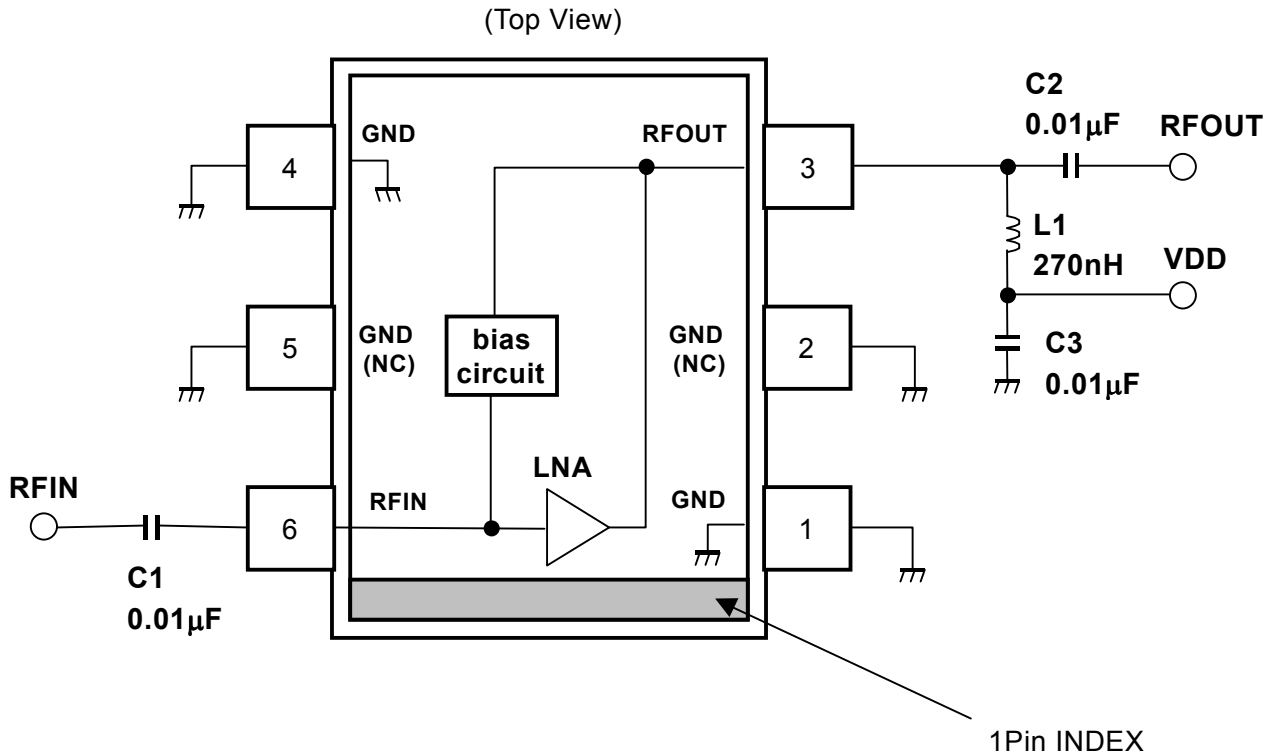 (Top View)
C2
0.01μF
RFOUT
GND
RFOUT
4
3
L1
270nH
VDD
5
GND
(NC)
bias
circuit
GND
(NC)
2
C3
0.01μF
LNA
RFIN
6
RFIN
GND
1
C1
0.01μF
1Pin INDEX